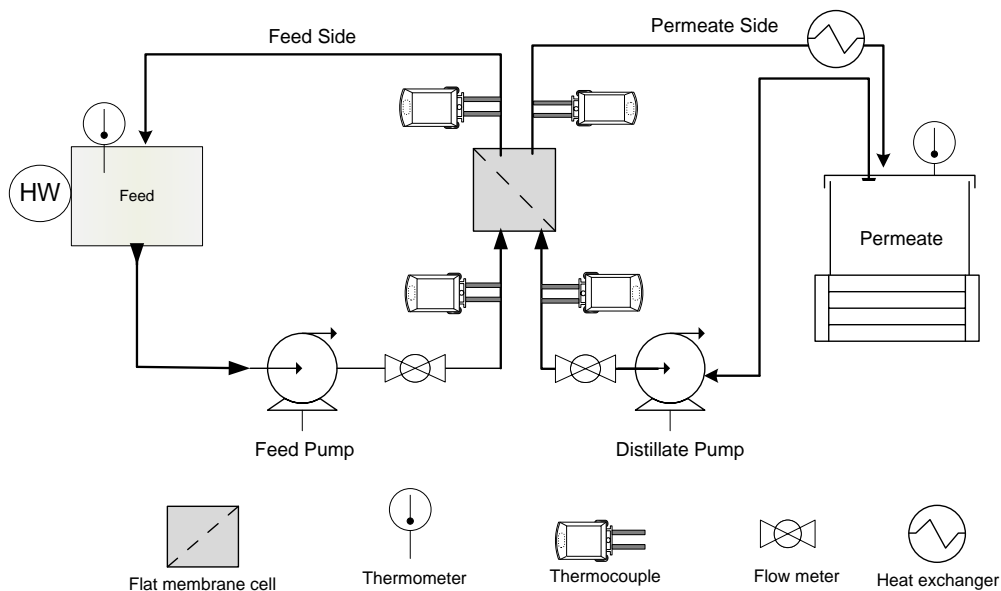 Feed Side
Permeate Side
HW
Feed
Permeate
Feed Pump
Distillate Pump
Flat membrane cell
Thermometer
Thermocouple
Flow meter
Heat exchanger